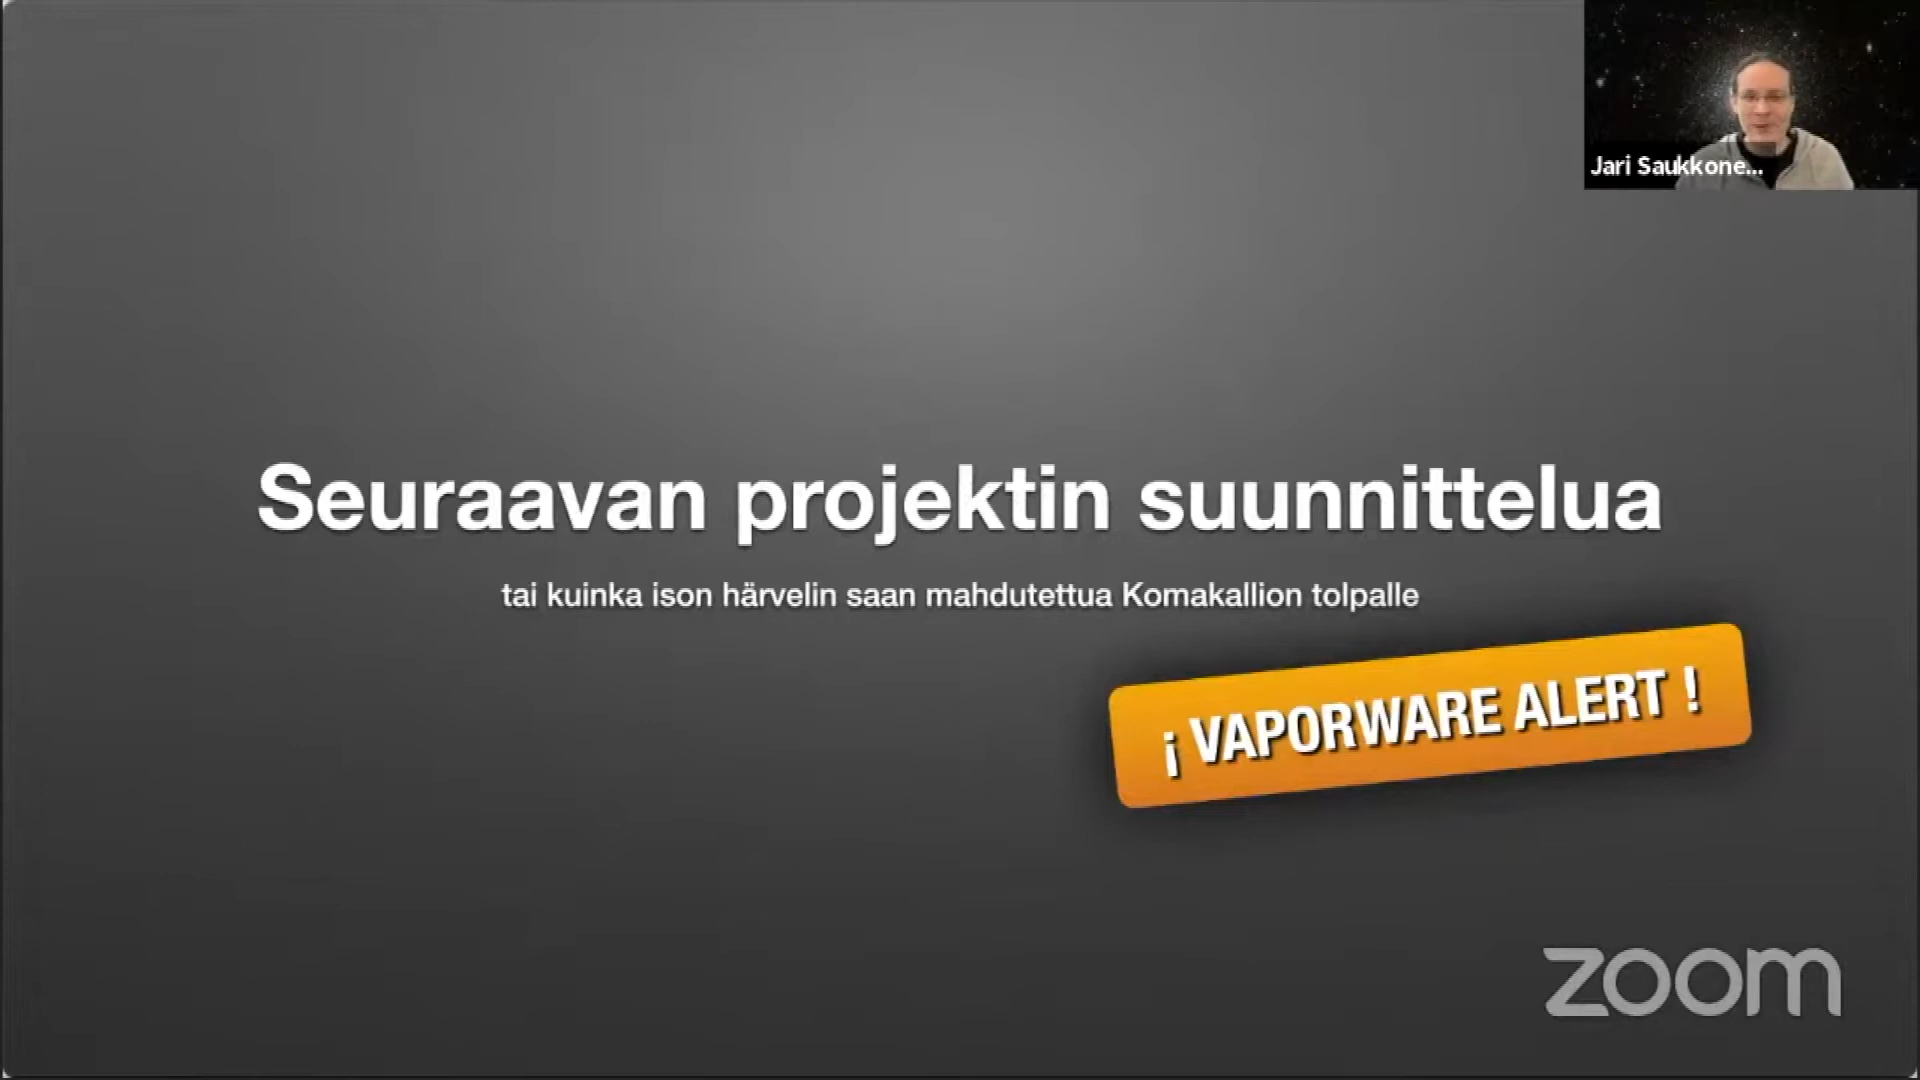 Jari Saukkone...
Seuraavan projektin suunnittelua
tai kuinka ison härvelin saan mahdutettua Komakallion tolpalle
¡ VAPORWARE ALERT !
zoom